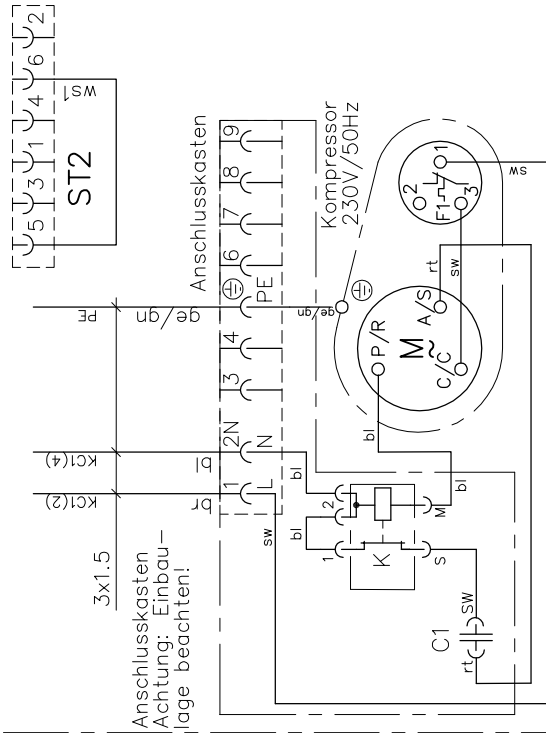 5
3
1
4
6
2
ST2
WS1
Anschlusskasten
1
2N
3
4
6
7
8
9
L
N
PE
PE
ge/gn
ge/gn
KC1(4)
bl
KC1(2)
br
3x1.5
Anschlusskasten
Achtung: Einbau-
lage beachten!
Kompressor
230V/50Hz
2
1
F1
3
sw
rt
sw
P/R
A/S
M
~
C/C
bl
bl
bl
bl
sw
1
2
K
M
S
SW
C1
rt